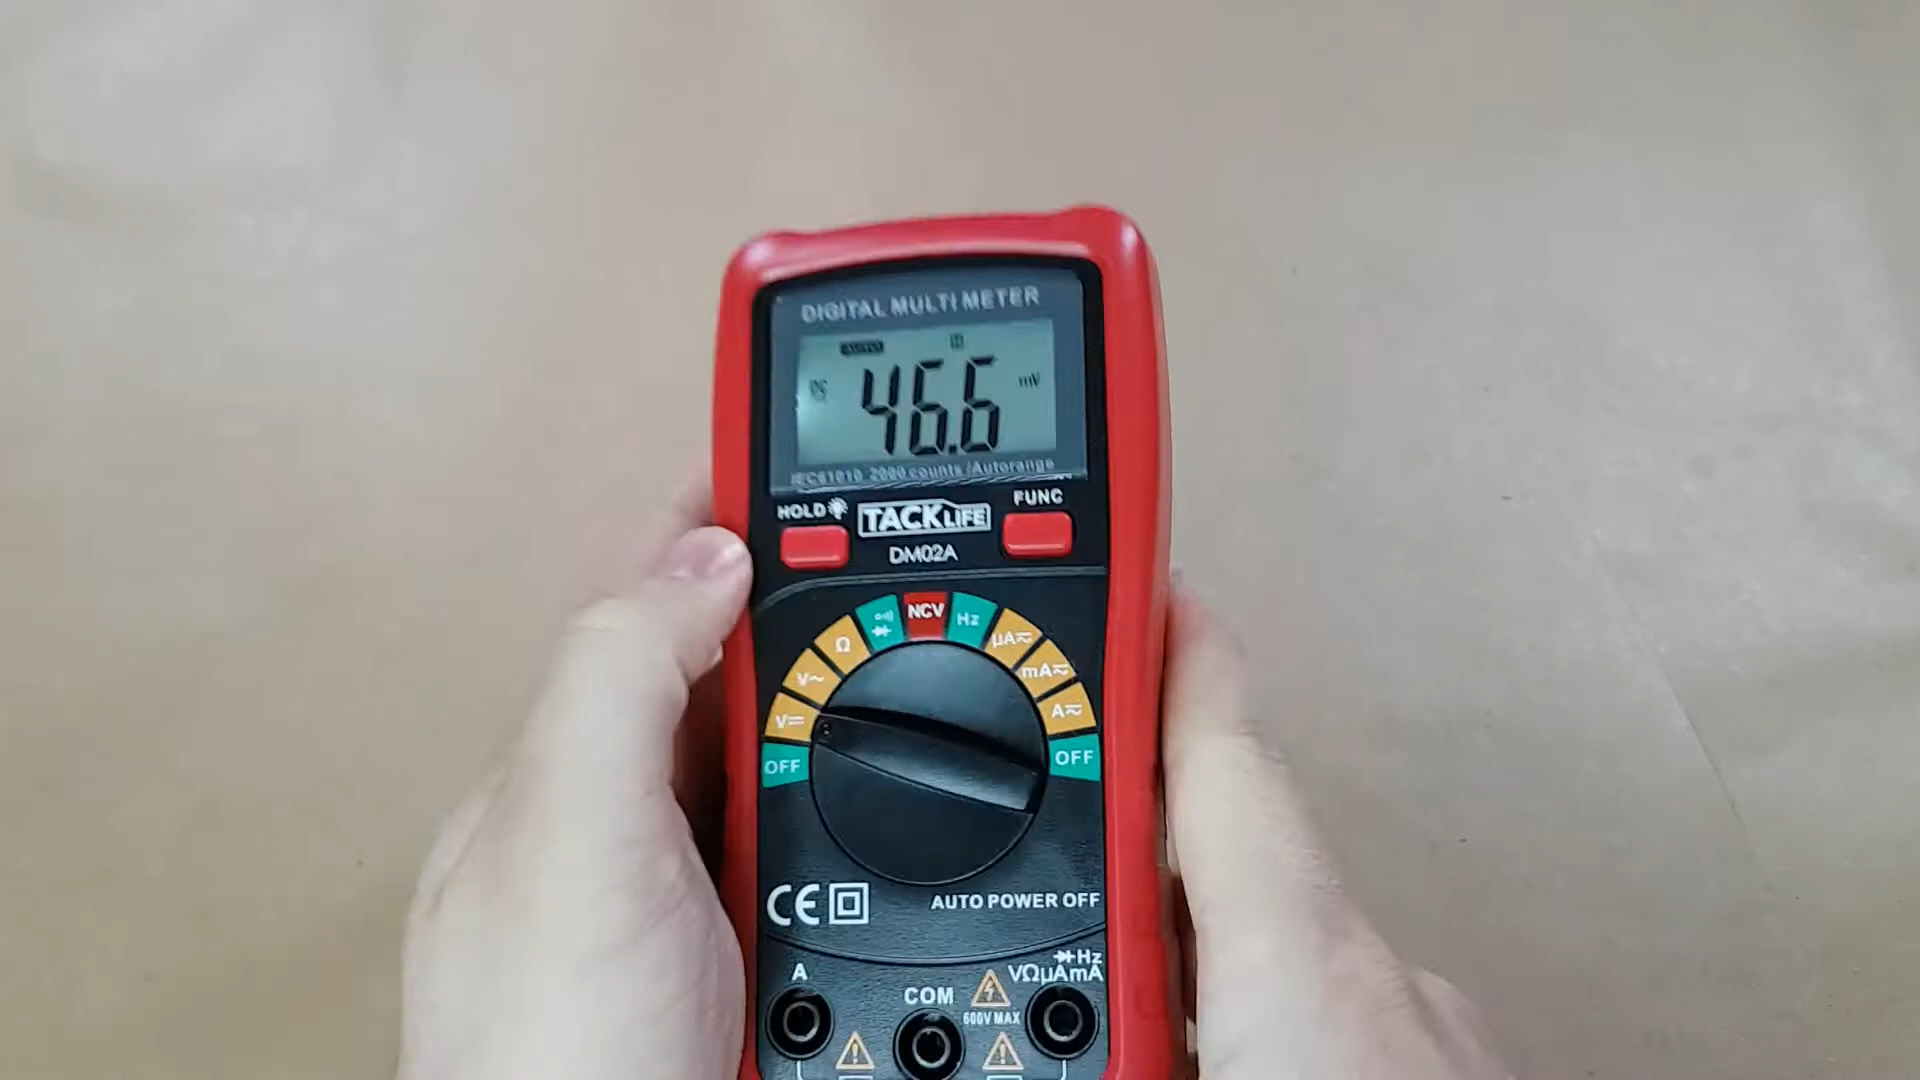 DIGITAL MULTI METER
AUTO H
DC 46.6 mV
IEC61010 2000 counts /Autorange
HOLD FUNC
TACKLIFE
DM02A
NCV
Hz
Ω
µA
V~
mA
V
A
OFF
OFF
CE
AUTO POWER OFF
Hz
A
VΩµAmA
COM
600V MAX